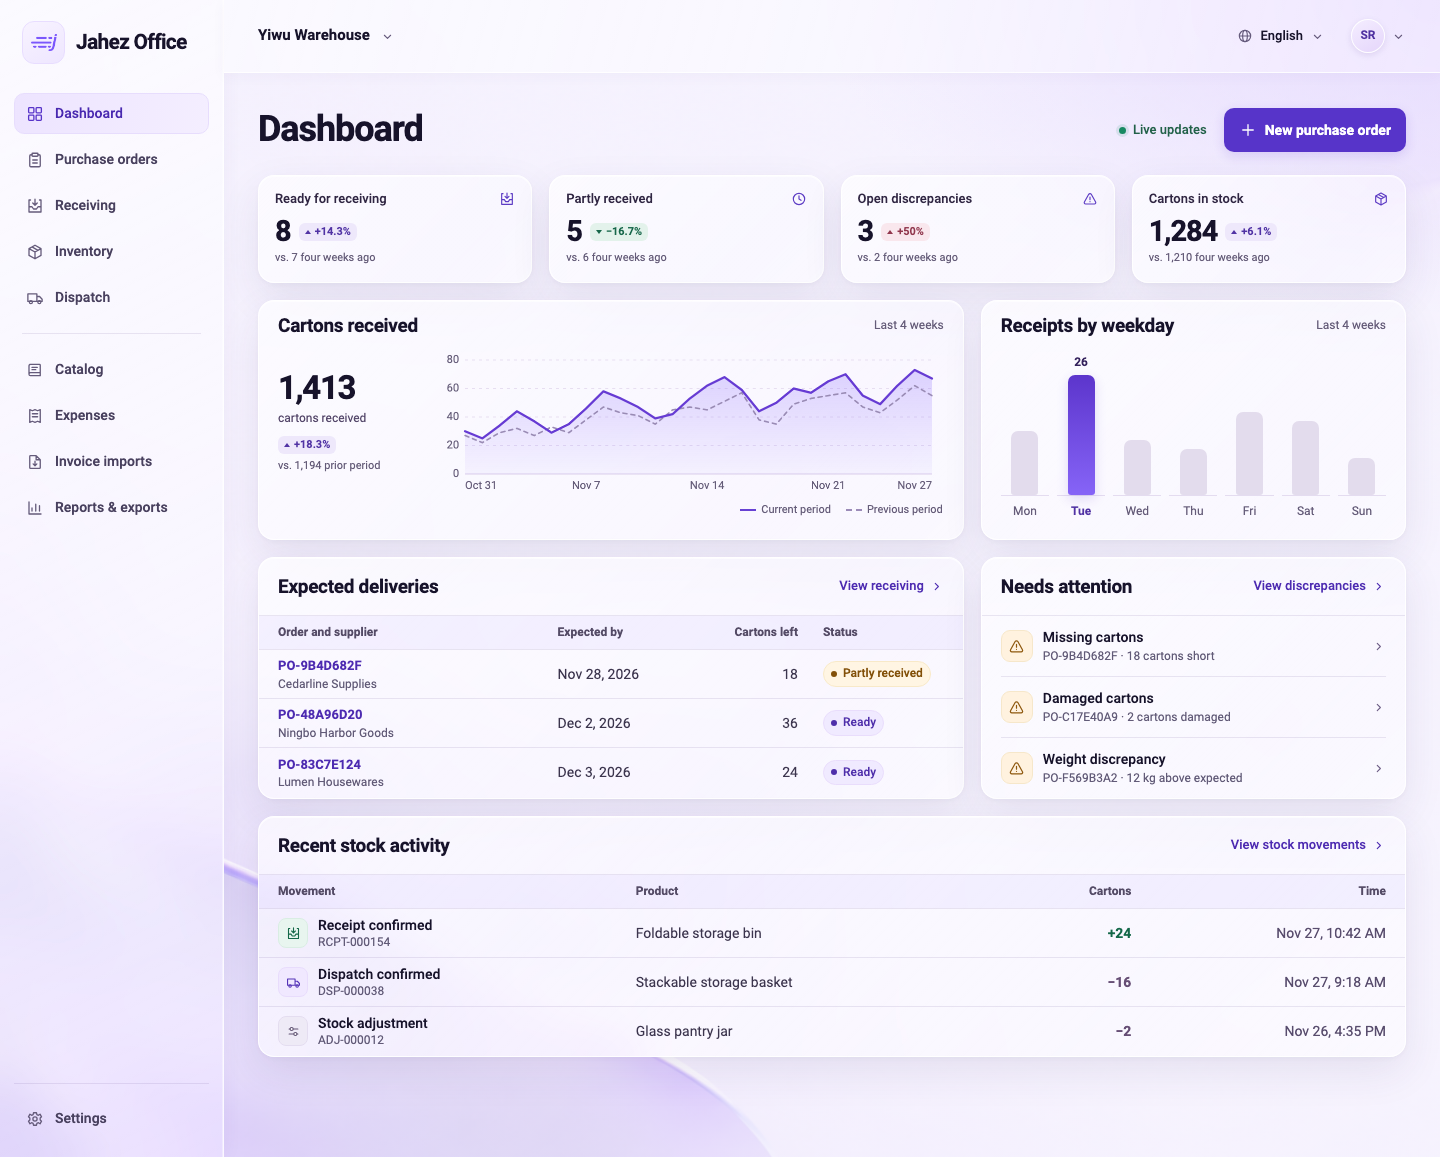 Jahez Office
Yiwu Warehouse
English
SR
Dashboard
Purchase orders
Receiving
Inventory
Dispatch
Catalog
Expenses
Invoice imports
Reports & exports
Settings
Dashboard
Live updates
New purchase order
Ready for receiving
8 +14.3%
vs. 7 four weeks ago
Partly received
5 −16.7%
vs. 6 four weeks ago
Open discrepancies
3 +50%
vs. 2 four weeks ago
Cartons in stock
1,284 +6.1%
vs. 1,210 four weeks ago
Cartons received
Last 4 weeks
1,413
cartons received
+18.3%
vs. 1,194 prior period
80
60
40
20
0
Oct 31 Nov 7 Nov 14 Nov 21 Nov 27
Current period Previous period
Receipts by weekday
Last 4 weeks
26
Mon Tue Wed Thu Fri Sat Sun
Expected deliveries
View receiving
Order and supplier Expected by Cartons left Status
PO-9B4D682F
Cedarline Supplies
Nov 28, 2026 18 Partly received
PO-48A96D20
Ningbo Harbor Goods
Dec 2, 2026 36 Ready
PO-83C7E124
Lumen Housewares
Dec 3, 2026 24 Ready
Needs attention
View discrepancies
Missing cartons
PO-9B4D682F · 18 cartons short
Damaged cartons
PO-C17E40A9 · 2 cartons damaged
Weight discrepancy
PO-F569B3A2 · 12 kg above expected
Recent stock activity
View stock movements
Movement Product Cartons Time
Receipt confirmed
RCPT-000154
Foldable storage bin +24 Nov 27, 10:42 AM
Dispatch confirmed
DSP-000038
Stackable storage basket −16 Nov 27, 9:18 AM
Stock adjustment
ADJ-000012
Glass pantry jar −2 Nov 26, 4:35 PM